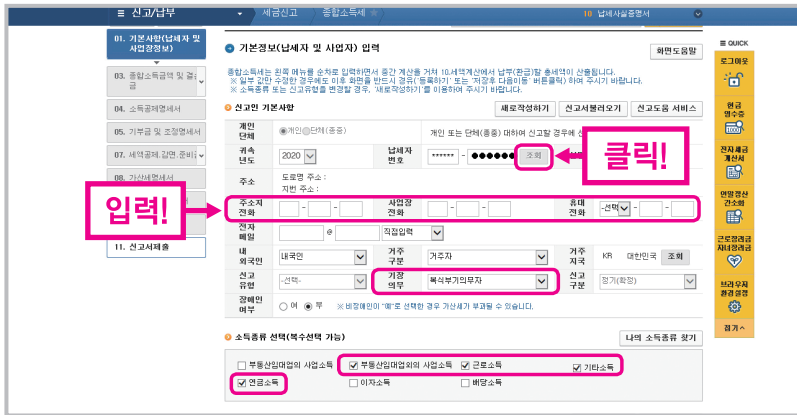 ≡ 신고/납부
세금신고 종합소득세 ★
10 납세사실증명서
01. 기본사항(납세자 및 사업장정보)
03. 종합소득금액 및 결손금
04. 소득공제명세서
05. 기부금 및 조정명세서
07. 세액공제.감면.준비금
08. 가산세명세서
11. 신고서제출
입력!
기본정보(납세자 및 사업자) 입력
화면도움말
종합소득세는 왼쪽 메뉴를 순차로 입력하면서 중간 계산을 거쳐 10.세액계산에서 납부(환급)할 총세액이 산출됩니다.
※ 일부 값만 수정한 경우에도 이후 화면을 반드시 경유('등록하기' 또는 '저장후 다음이동' 버튼클릭) 하여 주시기 바랍니다.
※ 소득종류 또는 신고유형을 변경할 경우, '새로작성하기'를 이용하여 주시기 바랍니다.
신고인 기본사항
새로작성하기 신고서불러오기 신고도움 서비스
개인 단체 개인 단체(종중) 개인 또는 단체(종중) 대하여 신고할 경우에
귀속 년도 2020 납세자 번호 ****** - ●●●●●● 조회
클릭!
주소 도로명 주소 :
지번 주소 :
주소지 전화 - - 사업장 전화 - - 휴대 전화 -선택 - -
전자 메일 @ 직접입력
내 외국인 내국인 거주 구분 거주자 거주 지국 KR 대한민국 조회
신고 유형 -선택- 기장 의무 복식부기의무자 신고 구분 정기(확정)
장애인 여부 여 부 ※ 비장애인이 "여"로 선택한 경우 가산세가 부과될 수 있습니다.
소득종류 선택(복수선택 가능)
나의 소득종류 찾기
부동산임대업의 사업소득 부동산임대업외의 사업소득 근로소득 기타소득
연금소득 이자소득 배당소득
≡ QUICK
로그아웃
현금
영수증
전자세금
계산서
연말정산
간소화
근로장려금
자녀장려금
브라우저
환경설정
접기^